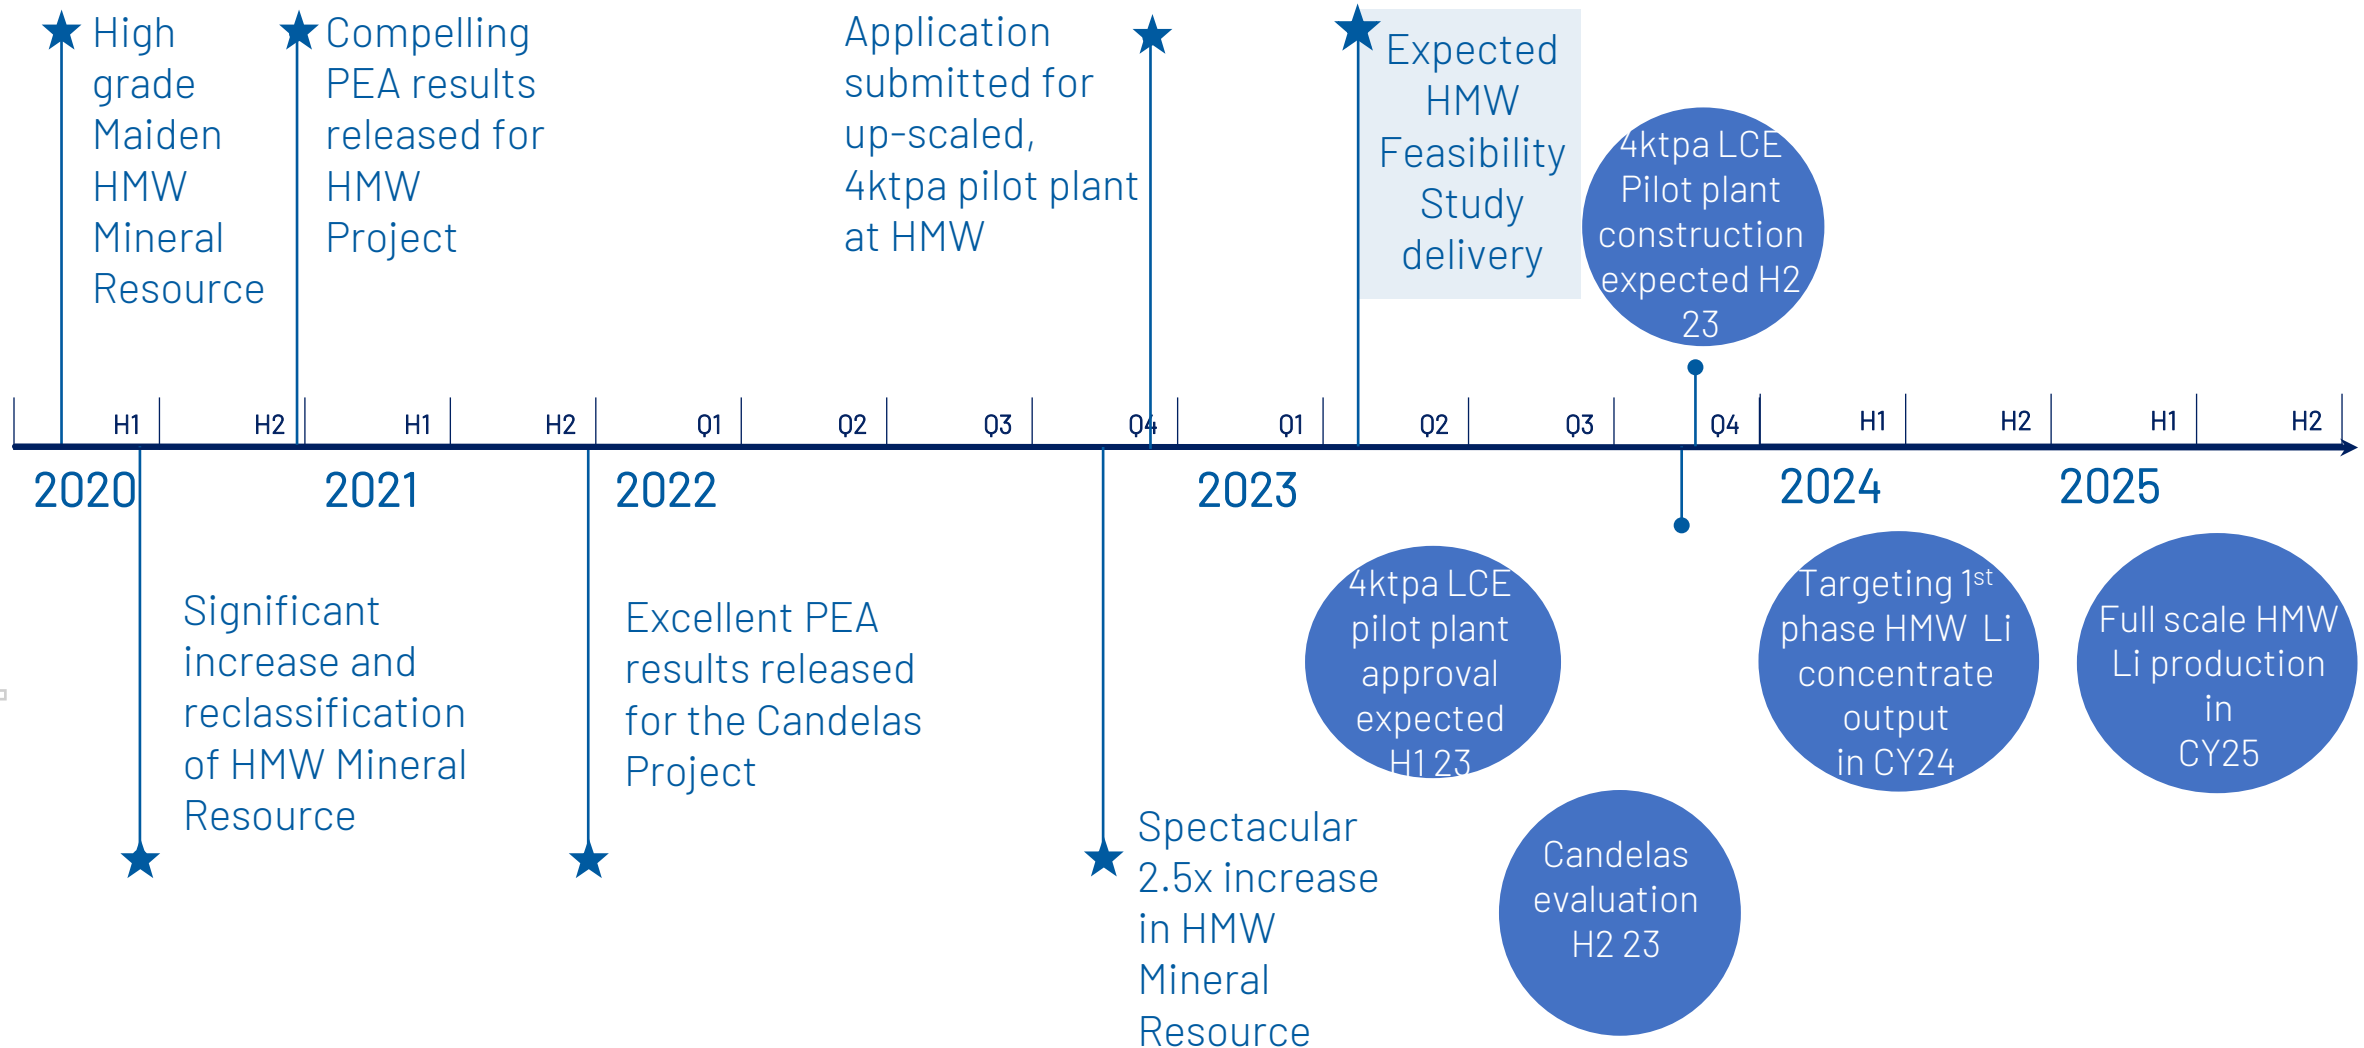 High
grade
Maiden
HMW
Mineral
Resource
Compelling
PEA results
released for
HMW
Project
Application
submitted for
up-scaled,
4ktpa pilot plant
at HMW
Expected
HMW
Feasibility
Study
delivery
4ktpa LCE
Pilot plant
construction
expected H2
23
H1 H2 H1 H2 Q1 Q2 Q3 Q4 Q1 Q2 Q3 Q4 H1 H2 H1 H2
2020 2021 2022 2023 2024 2025
Significant
increase and
reclassification
of HMW Mineral
Resource
Excellent PEA
results released
for the Candelas
Project
Spectacular
2.5x increase
in HMW
Mineral
Resource
4ktpa LCE
pilot plant
approval
expected
H1 23
Candelas
evaluation
H2 23
Targeting 1st
phase HMW Li
concentrate
output
in CY24
Full scale HMW
Li production
in
CY25